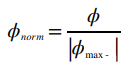 ϕnorm = ϕ / |ϕmax -|